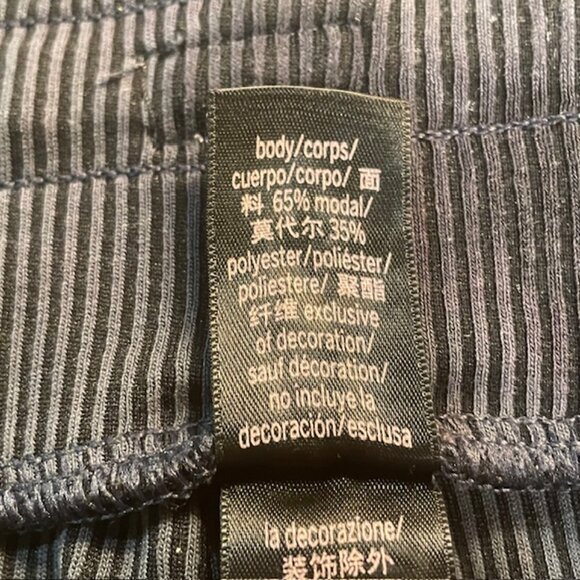 body/corps/
cuerpo/corpo/ 面
料 65% modal/
莫代尔 35%
polyester/poliéster/
poliestere/ 聚酯
纤维 exclusive
of decoration/
sauf décoration/
no incluye la
decoración/esclusa
la decorazione/
装饰除外